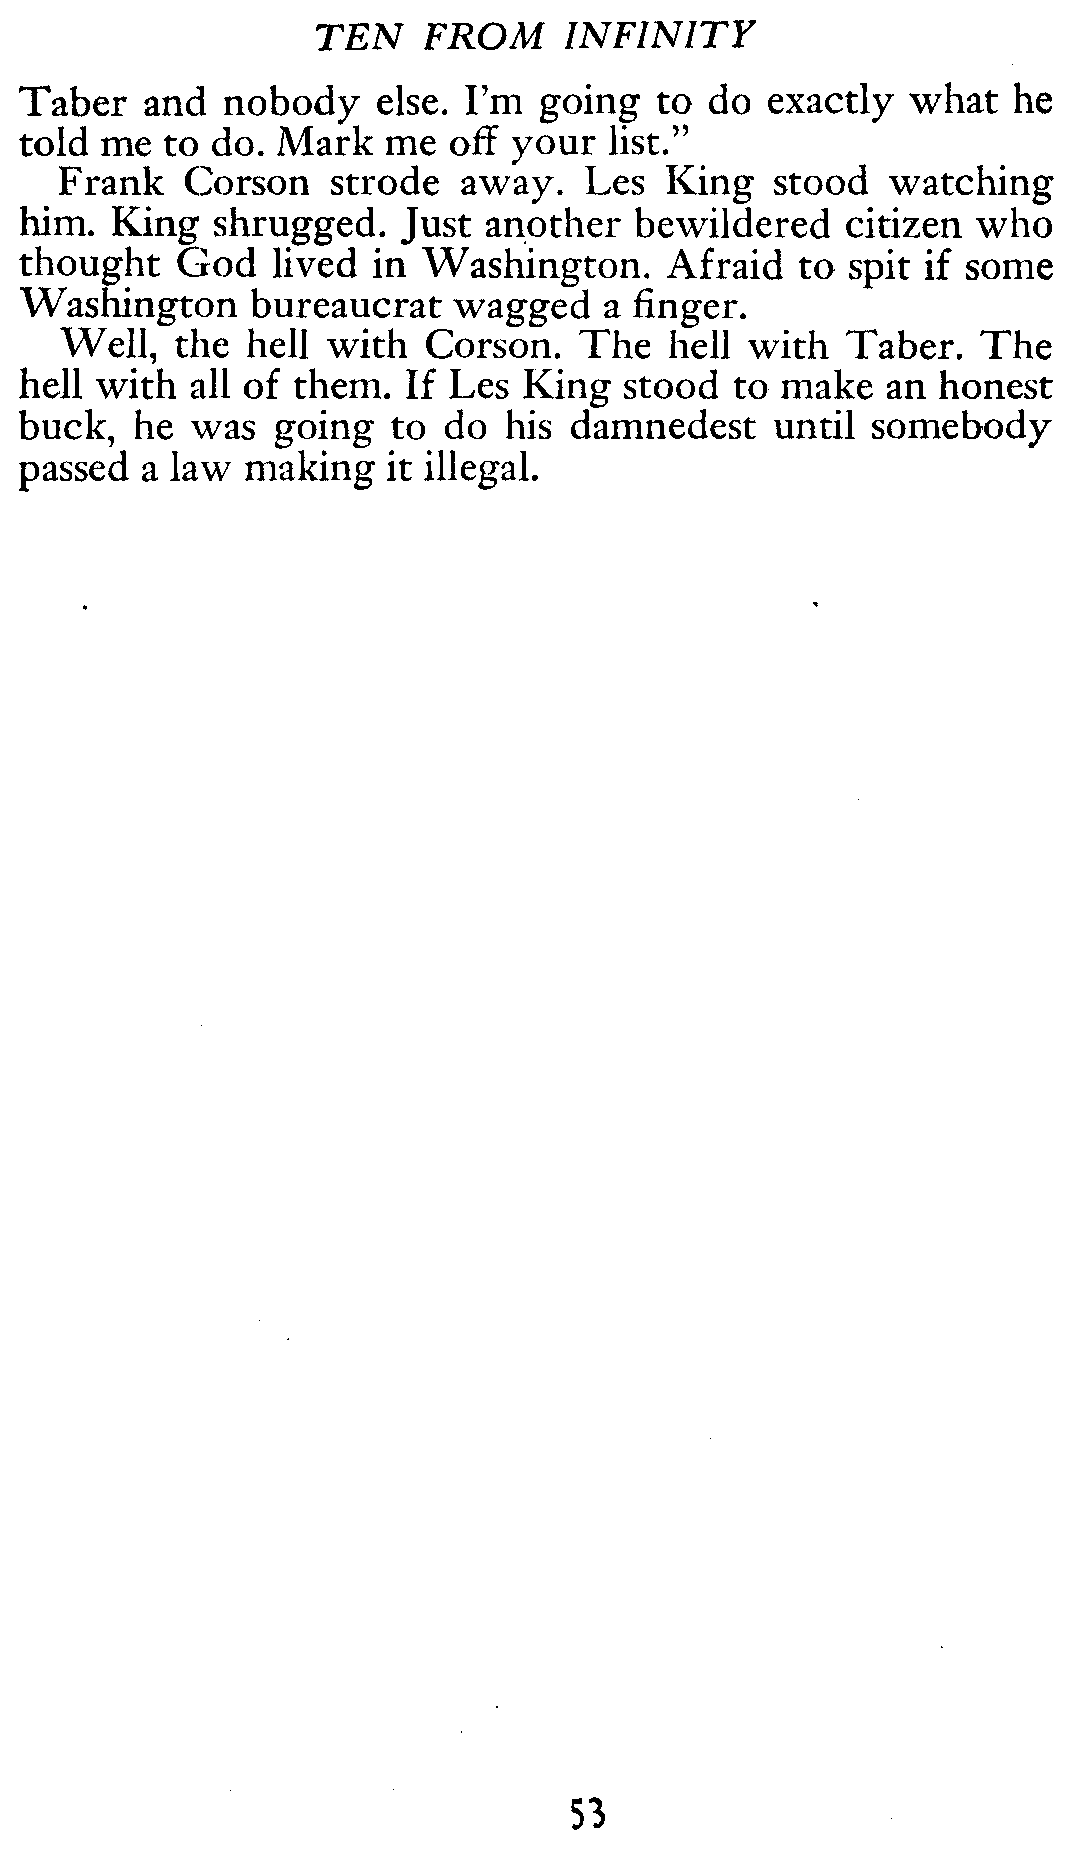 TEN FROM INFINITY
Taber and nobody else. I'm going to do exactly what he
told me to do. Mark me off your list."
Frank Corson strode away. Les King stood watching
him. King shrugged. Just another bewildered citizen who
thought God lived in Washington. Afraid to spit if some
Washington bureaucrat wagged a finger.
Well, the hell with Corson. The hell with Taber. The
hell with all of them. If Les King stood to make an honest
buck, he was going to do his damnedest until somebody
passed a law making it illegal.
53